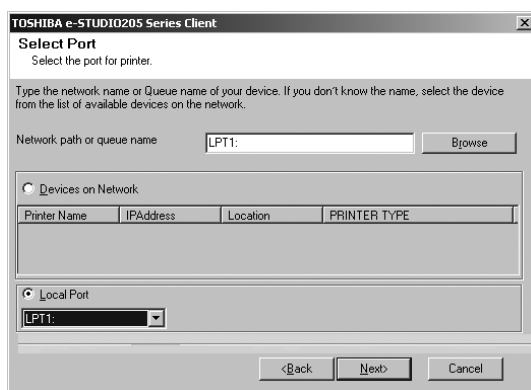 TOSHIBA e-STUDIO205 Series Client
Select Port
Select the port for printer.
Type the network name or Queue name of your device. If you don't know the name, select the device
from the list of available devices on the network.
Network path or queue name LPT1: Browse
Devices on Network
Printer Name IPAddress Location PRINTER TYPE
Local Port
LPT1:
<Back Next> Cancel